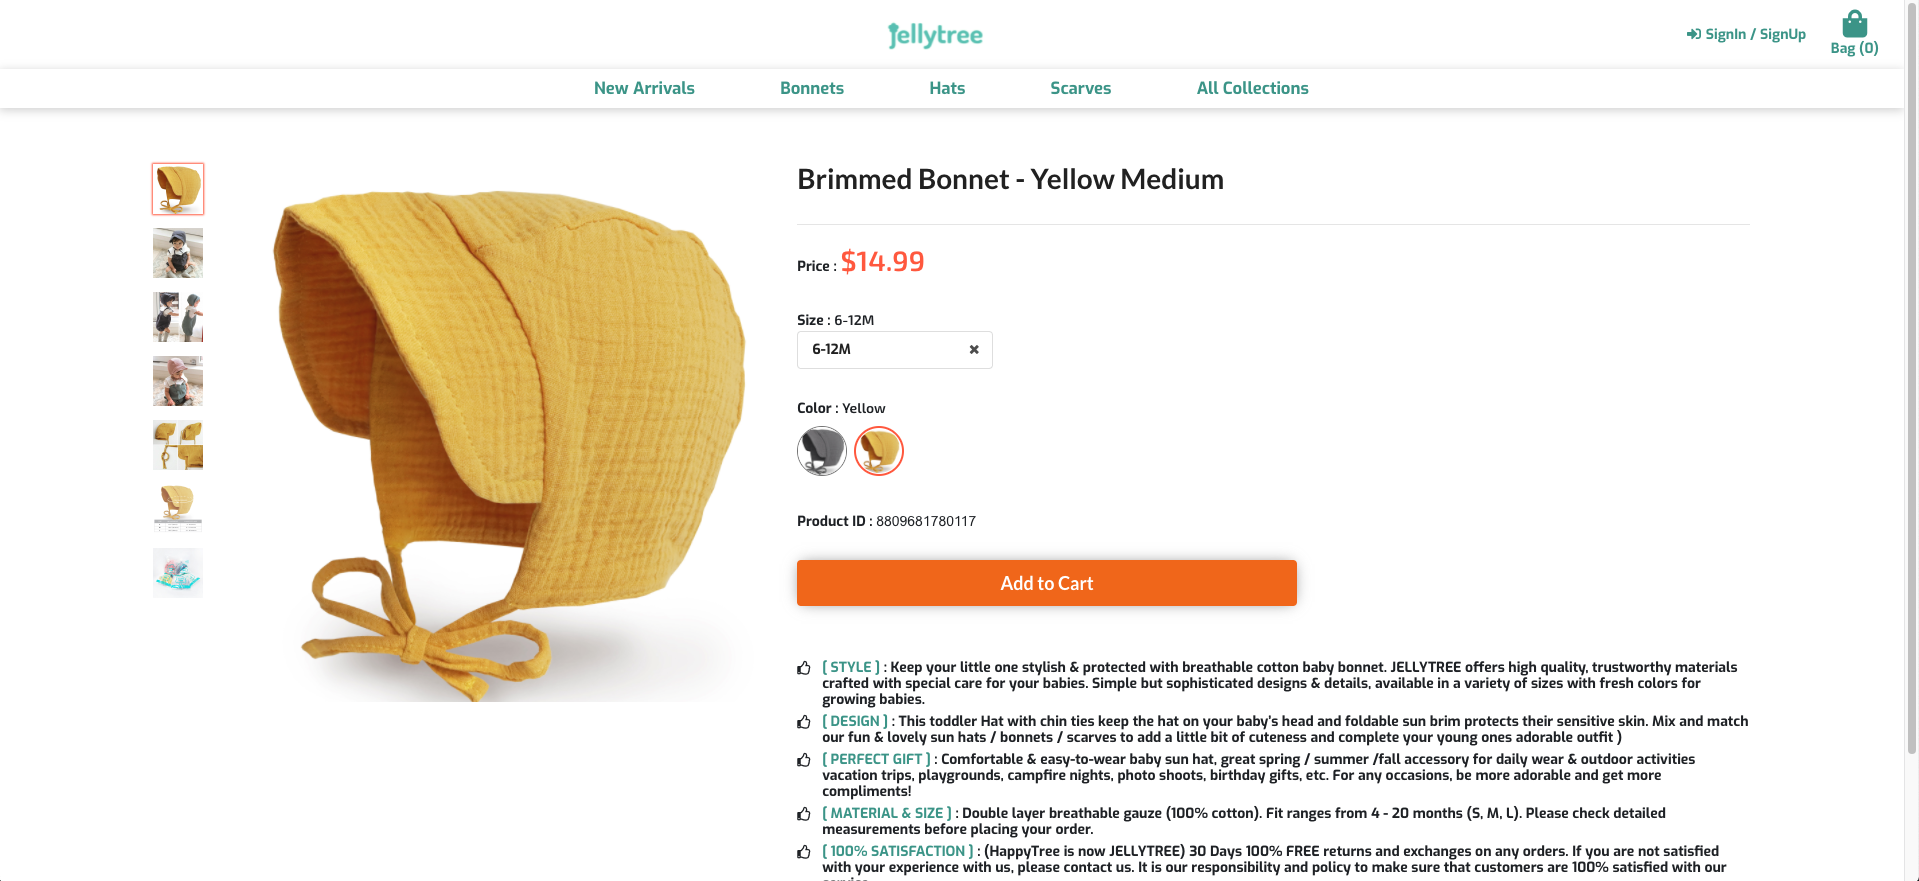 jellytree
SignIn / SignUp
Bag (0)
New Arrivals
Bonnets
Hats
Scarves
All Collections
Brimmed Bonnet - Yellow Medium
Price : $14.99
Size : 6-12M
6-12M
Color : Yellow
Product ID : 8809681780117
Add to Cart
[ STYLE ] : Keep your little one stylish & protected with breathable cotton baby bonnet. JELLYTREE offers high quality, trustworthy materials
crafted with special care for your babies. Simple but sophisticated designs & details, available in a variety of sizes with fresh colors for
growing babies.
[ DESIGN ] : This toddler Hat with chin ties keep the hat on your baby's head and foldable sun brim protects their sensitive skin. Mix and match
our fun & lovely sun hats / bonnets / scarves to add a little bit of cuteness and complete your young ones adorable outfit )
[ PERFECT GIFT ] : Comfortable & easy-to-wear baby sun hat, great spring / summer /fall accessory for daily wear & outdoor activities
vacation trips, playgrounds, campfire nights, photo shoots, birthday gifts, etc. For any occasions, be more adorable and get more
compliments!
[ MATERIAL & SIZE ] : Double layer breathable gauze (100% cotton). Fit ranges from 4 - 20 months (S, M, L). Please check detailed
measurements before placing your order.
[ 100% SATISFACTION ] : (HappyTree is now JELLYTREE) 30 Days 100% FREE returns and exchanges on any orders. If you are not satisfied
with your experience with us, please contact us. It is our responsibility and policy to make sure that customers are 100% satisfied with our